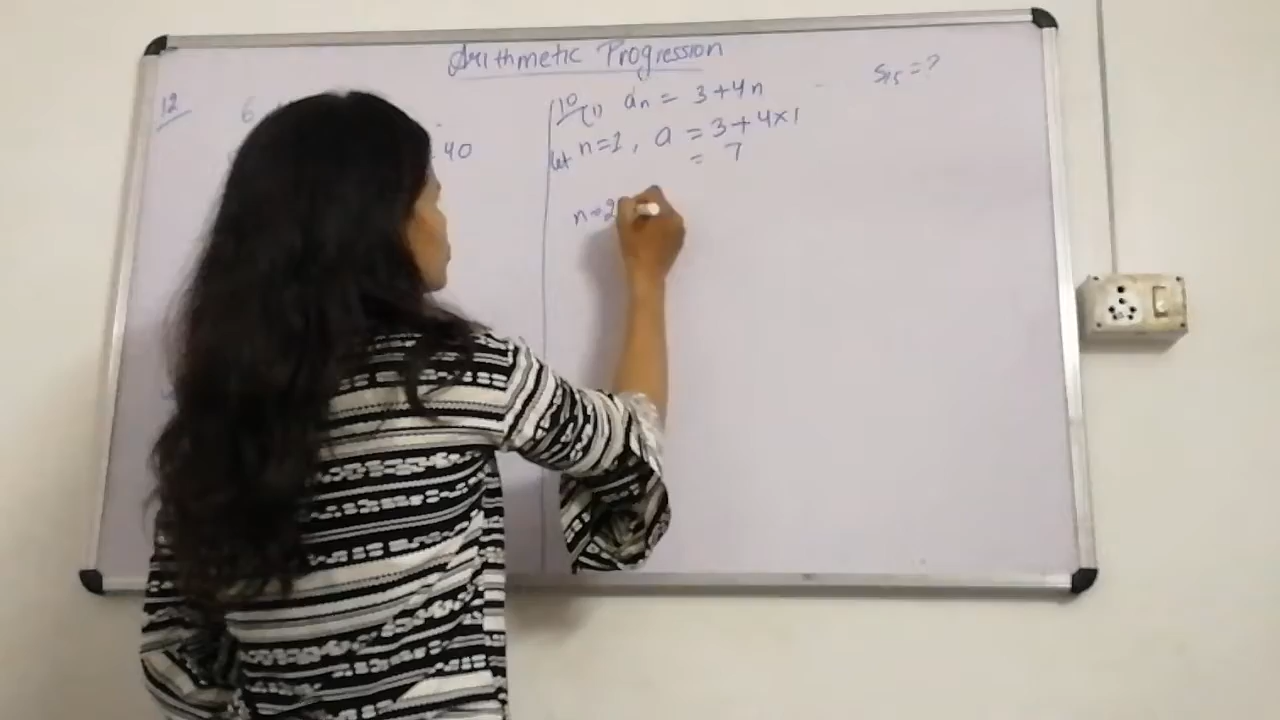 Arithmetic Progression
12
6
40
10 (i) an = 3+4n
S15 = ?
let n=1, a = 3+4×1
= 7
n=2